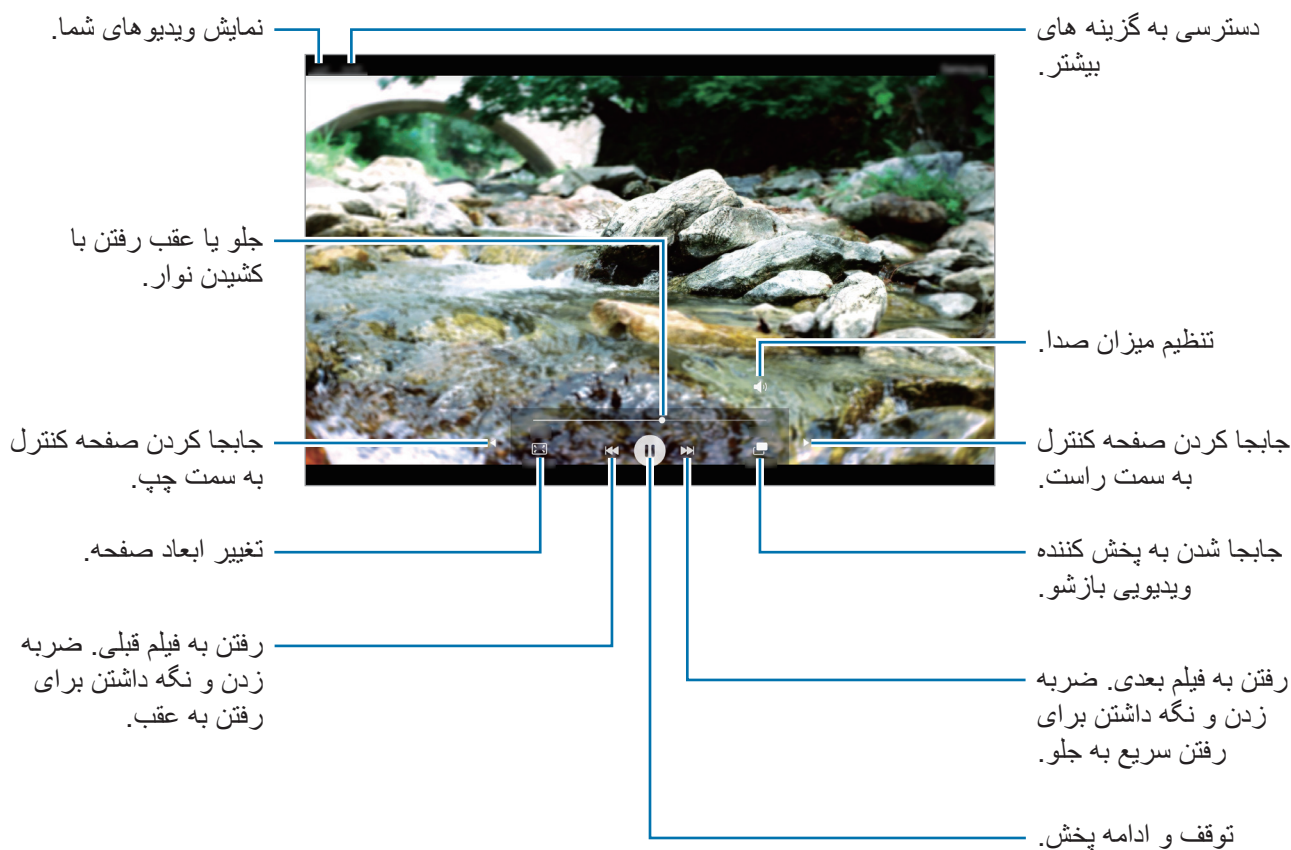 دسترسی به گزینه های
بیشتر.
نمایش ویدیوهای شما.
جلو یا عقب رفتن با
کشیدن نوار.
تنظیم میزان صدا.
جابجا کردن صفحه کنترل
به سمت راست.
جابجا کردن صفحه کنترل
به سمت چپ.
جابجا شدن به پخش کننده
ویدیویی بازشو.
تغییر ابعاد صفحه.
رفتن به فیلم قبلی. ضربه
زدن و نگه داشتن برای
رفتن به عقب.
رفتن به فیلم بعدی. ضربه
زدن و نگه داشتن برای
رفتن سریع به جلو.
توقف و ادامه پخش.